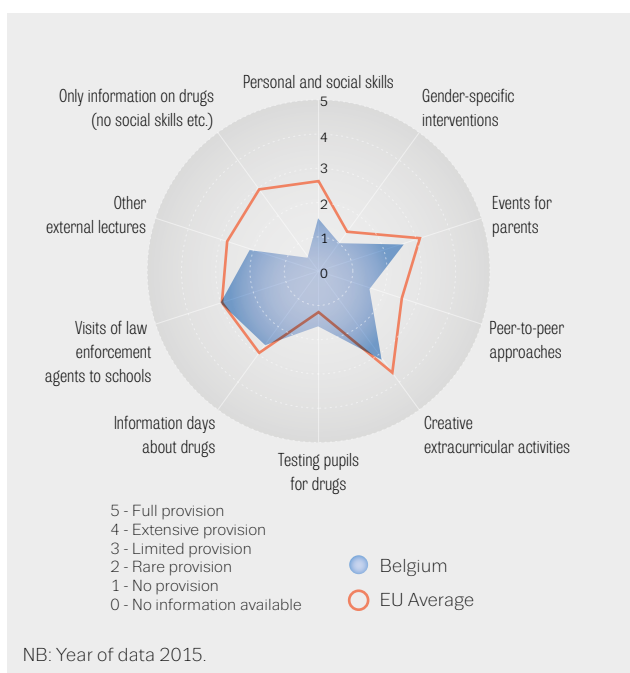 Personal and social skills
Only information on drugs
(no social skills etc.)
Gender-specific
interventions
5
4
3
2
1
0
Other
external lectures
Events for
parents
Visits of law
enforcement
agents to schools
Peer-to-peer
approaches
Information days
about drugs
Creative
extracurricular activities
Testing pupils
for drugs
5 - Full provision
4 - Extensive provision
3 - Limited provision
2 - Rare provision
1 - No provision
0 - No information available
Belgium
EU Average
NB: Year of data 2015.